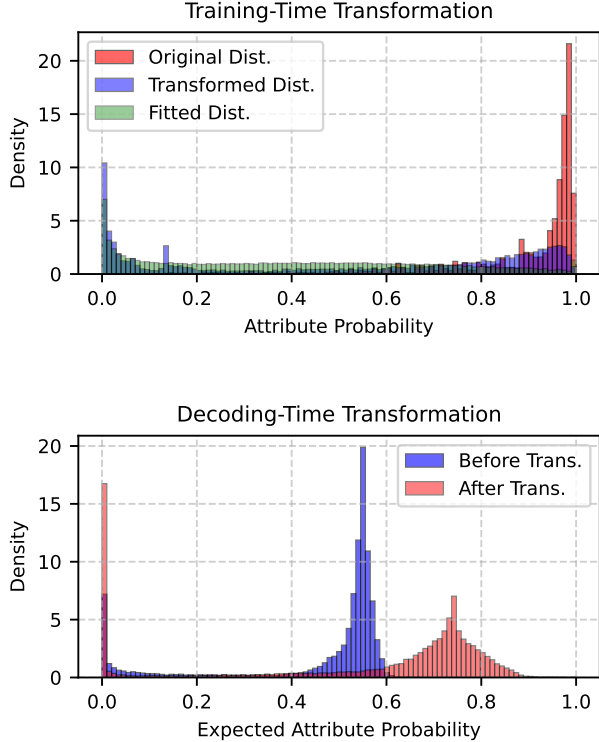 Training-Time Transformation
Original Dist.
Transformed Dist.
Fitted Dist.
Density
20
15
10
5
0
0.0 0.2 0.4 0.6 0.8 1.0
Attribute Probability
Decoding-Time Transformation
Before Trans.
After Trans.
Density
20
15
10
5
0
0.0 0.2 0.4 0.6 0.8 1.0
Expected Attribute Probability